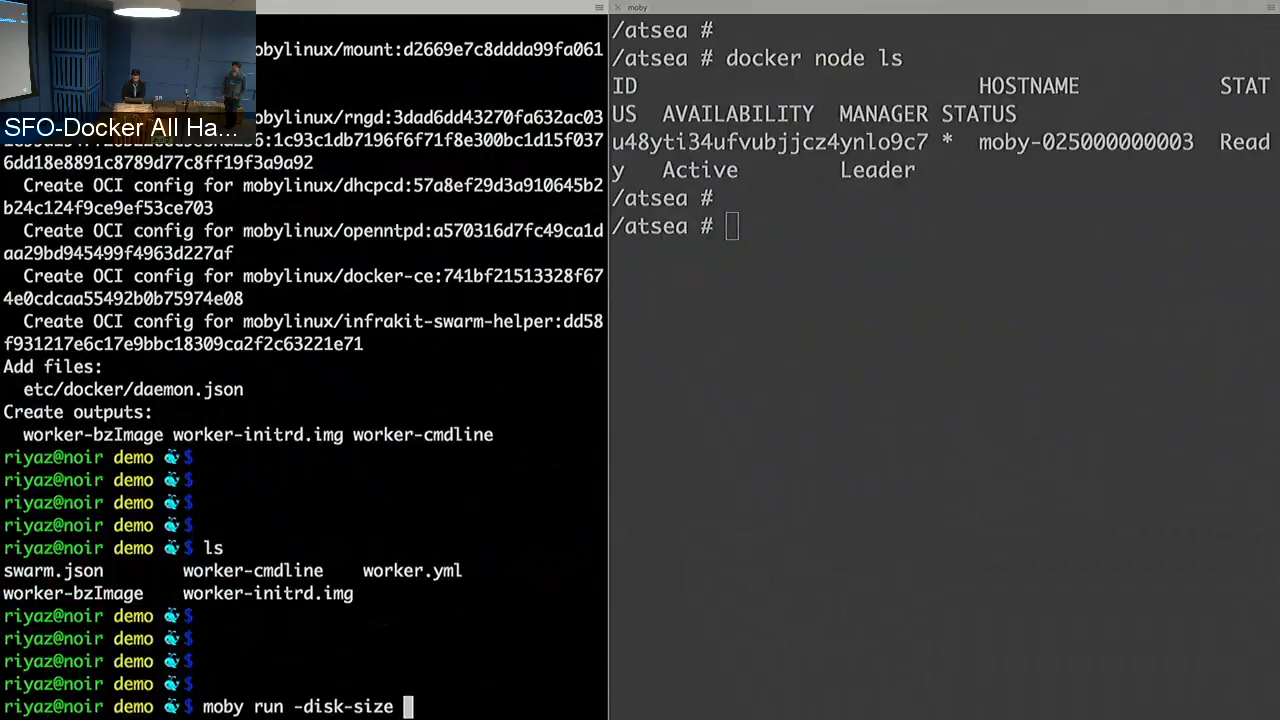 moby
obylinux/mount:d2669e7c8ddda99fa061
obylinux/rngd:3dad6dd43270fa632ac03
SFO-Docker All Ha...
:1c93c1db7196f6f71f8e300bc1d15f037
6dd18e8891c8789d77c8ff19f3a9a92
Create OCI config for mobylinux/dhcpcd:57a8ef29d3a910645b2
b24c124f9ce9ef53ce703
Create OCI config for mobylinux/openntpd:a570316d7fc49ca1d
aa29bd945499f4963d227af
Create OCI config for mobylinux/docker-ce:741bf21513328f67
4e0cdcaa55492b0b75974e08
Create OCI config for mobylinux/infrakit-swarm-helper:dd58
f931217e6c17e9bbc18309ca2f2c63221e71
Add files:
etc/docker/daemon.json
Create outputs:
worker-bzImage worker-initrd.img worker-cmdline
riyaz@noir demo $
riyaz@noir demo $
riyaz@noir demo $
riyaz@noir demo $
riyaz@noir demo $ ls
swarm.json worker-cmdline worker.yml
worker-bzImage worker-initrd.img
riyaz@noir demo $
riyaz@noir demo $
riyaz@noir demo $
riyaz@noir demo $
riyaz@noir demo $ moby run -disk-size
/atsea #
/atsea # docker node ls
ID HOSTNAME STAT
US AVAILABILITY MANAGER STATUS
u48yti34ufvubjjcz4ynlo9c7 * moby-025000000003 Read
y Active Leader
/atsea #
/atsea #